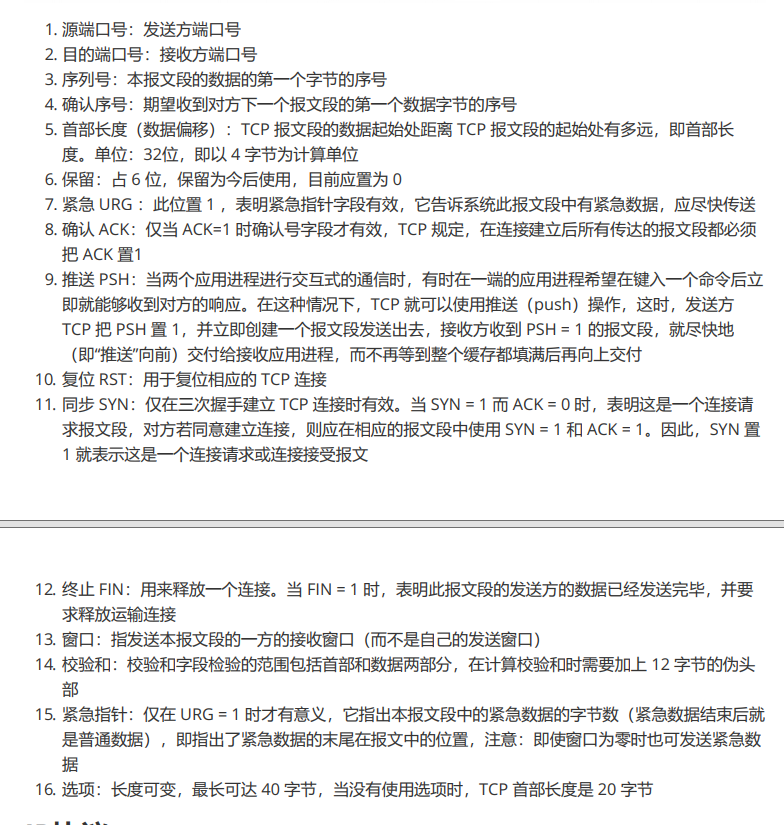 1. 源端口号：发送方端口号
2. 目的端口号：接收方端口号
3. 序列号：本报文段的数据的第一个字节的序号
4. 确认序号：期望收到对方下一个报文段的第一个数据字节的序号
5. 首部长度（数据偏移）：TCP 报文段的数据起始处距离 TCP 报文段的起始处有多远，即首部长
度。单位：32位，即以 4 字节为计算单位
6. 保留：占 6 位，保留为今后使用，目前应置为 0
7. 紧急 URG ：此位置 1 ，表明紧急指针字段有效，它告诉系统此报文段中有紧急数据，应尽快传送
8. 确认 ACK：仅当 ACK=1 时确认号字段才有效，TCP 规定，在连接建立后所有传达的报文段都必须
把 ACK 置1
9. 推送 PSH：当两个应用进程进行交互式的通信时，有时在一端的应用进程希望在键入一个命令后立
即就能够收到对方的响应。在这种情况下，TCP 就可以使用推送（push）操作，这时，发送方
TCP 把 PSH 置 1，并立即创建一个报文段发送出去，接收方收到 PSH = 1 的报文段，就尽快地
（即“推送”向前）交付给接收应用进程，而不再等到整个缓存都填满后再向上交付
10. 复位 RST：用于复位相应的 TCP 连接
11. 同步 SYN：仅在三次握手建立 TCP 连接时有效。当 SYN = 1 而 ACK = 0 时，表明这是一个连接请
求报文段，对方若同意建立连接，则应在相应的报文段中使用 SYN = 1 和 ACK = 1。因此，SYN 置
1 就表示这是一个连接请求或连接接受报文
12. 终止 FIN：用来释放一个连接。当 FIN = 1 时，表明此报文段的发送方的数据已经发送完毕，并要
求释放运输连接
13. 窗口：指发送本报文段的一方的接收窗口（而不是自己的发送窗口）
14. 校验和：校验和字段检验的范围包括首部和数据两部分，在计算校验和时需要加上 12 字节的伪头
部
15. 紧急指针：仅在 URG = 1 时才有意义，它指出本报文段中的紧急数据的字节数（紧急数据结束后就
是普通数据），即指出了紧急数据的末尾在报文中的位置，注意：即使窗口为零时也可发送紧急数
据
16. 选项：长度可变，最长可达 40 字节，当没有使用选项时，TCP 首部长度是 20 字节